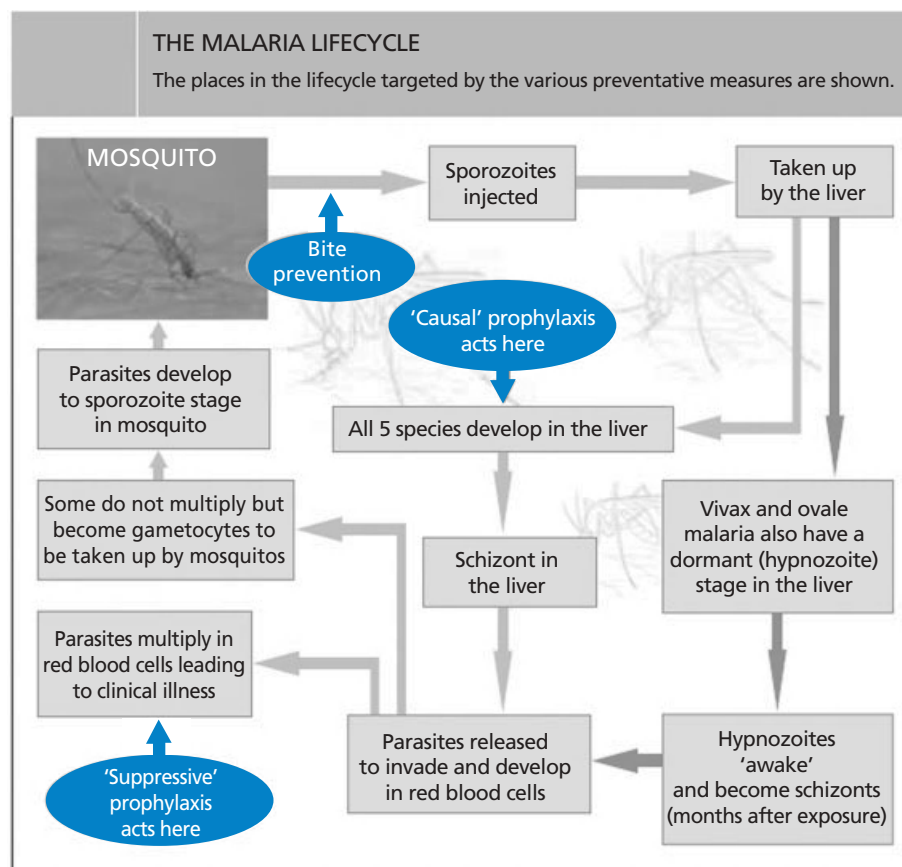 THE MALARIA LIFECYCLE
The places in the lifecycle targeted by the various preventative measures are shown.
MOSQUITO
Sporozoites
injected
Taken up
by the liver
Bite
prevention
'Causal' prophylaxis
acts here
Parasites develop
to sporozoite stage
in mosquito
All 5 species develop in the liver
Some do not multiply but
become gametocytes to
be taken up by mosquitos
Schizont in
the liver
Vivax and ovale
malaria also have a
dormant (hypnozoite)
stage in the liver
Parasites multiply in
red blood cells leading
to clinical illness
'Suppressive'
prophylaxis
acts here
Parasites released
to invade and develop
in red blood cells
Hypnozoites
'awake'
and become schizonts
(months after exposure)